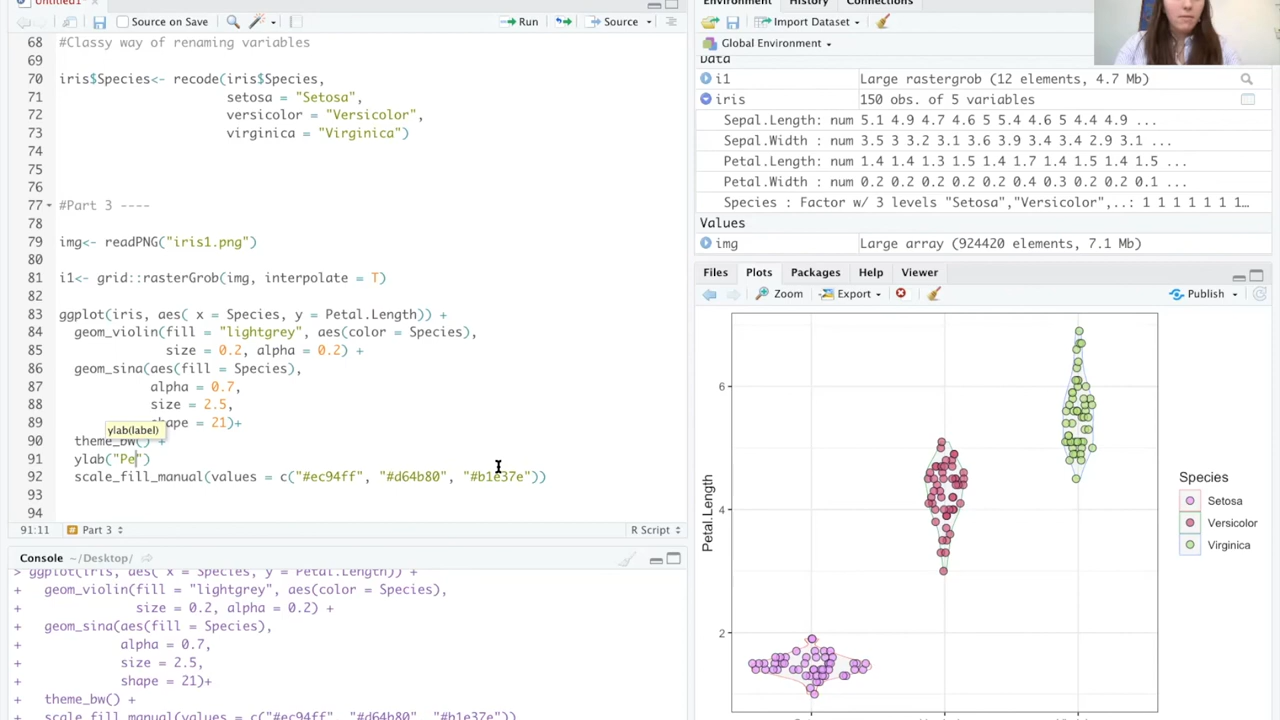 Untitled1*
Source on Save
Run
Source
68 #Classy way of renaming variables
69
70 iris$Species<- recode(iris$Species,
71 setosa = "Setosa",
72 versicolor = "Versicolor",
73 virginica = "Virginica")
74
75
76
77 #Part 3 ----
78
79 img<- readPNG("iris1.png")
80
81 i1<- grid::rasterGrob(img, interpolate = T)
82
83 ggplot(iris, aes( x = Species, y = Petal.Length)) +
84 geom_violin(fill = "lightgrey", aes(color = Species),
85 size = 0.2, alpha = 0.2) +
86 geom_sina(aes(fill = Species),
87 alpha = 0.7,
88 size = 2.5,
89 shape = 21)+
ylab(label)
90 theme_bw() +
91 ylab("Pe")
92 scale_fill_manual(values = c("#ec94ff", "#d64b80", "#b1e37e"))
93
94
91:11 Part 3 R Script
Console ~/Desktop/
> ggplot(iris, aes( x = Species, y = Petal.Length)) +
+ geom_violin(fill = "lightgrey", aes(color = Species),
+ size = 0.2, alpha = 0.2) +
+ geom_sina(aes(fill = Species),
+ alpha = 0.7,
+ size = 2.5,
+ shape = 21)+
+ theme_bw() +
+ scale_fill_manual(values = c("#ec94ff", "#d64b80", "#b1e37e"))
Environment History Connections
Import Dataset
Global Environment
Data
i1 Large rastergrob (12 elements, 4.7 Mb)
iris 150 obs. of 5 variables
Sepal.Length: num 5.1 4.9 4.7 4.6 5 5.4 4.6 5 4.4 4.9 ...
Sepal.Width : num 3.5 3 3.2 3.1 3.6 3.9 3.4 3.4 2.9 3.1 ...
Petal.Length: num 1.4 1.4 1.3 1.5 1.4 1.7 1.4 1.5 1.4 1.5 ...
Petal.Width : num 0.2 0.2 0.2 0.2 0.2 0.4 0.3 0.2 0.2 0.1 ...
Species : Factor w/ 3 levels "Setosa","Versicolor",..: 1 1 1 1 1 1 1...
Values
img Large array (924420 elements, 7.1 Mb)
Files Plots Packages Help Viewer
Zoom Export Publish
Petal.Length
6
4
2
Species
Setosa
Versicolor
Virginica